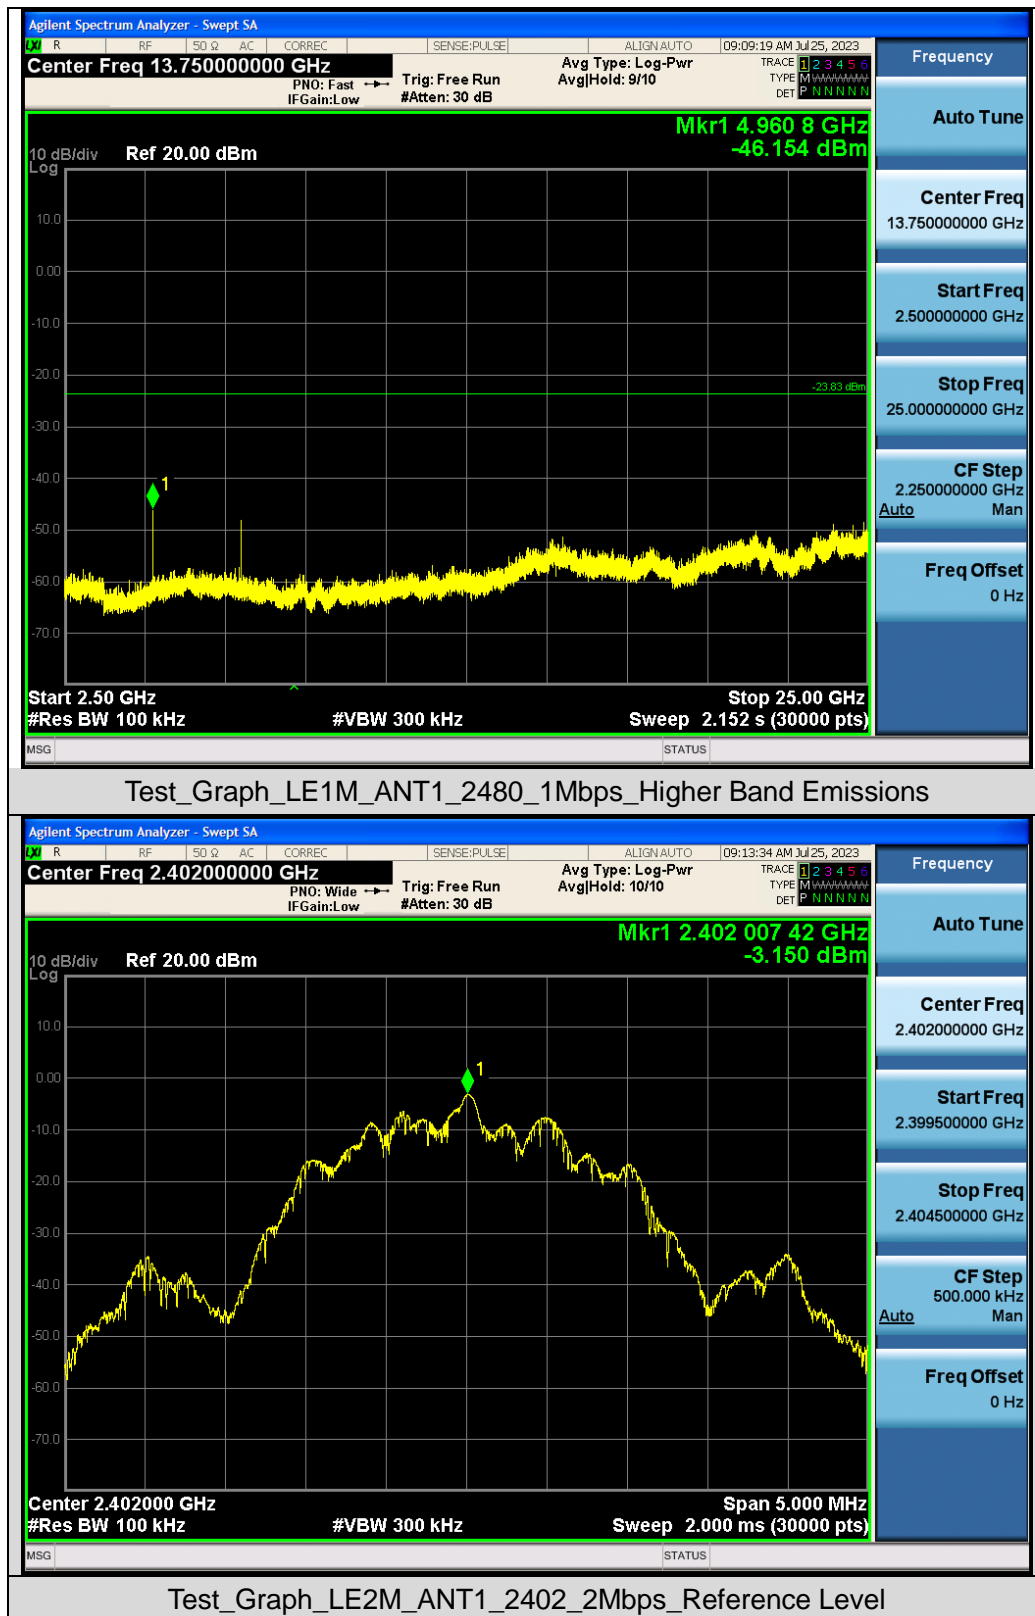 Agilent Spectrum Analyzer - Swept SA
LXI R RF 50 Ω AC CORREC SENSE:PULSE ALIGN AUTO 09:09:19 AM Jul 25, 2023
Center Freq 13.750000000 GHz
PNO: Fast
IFGain:Low
Trig: Free Run
#Atten: 30 dB
Avg Type: Log-Pwr
Avg|Hold: 9/10
TRACE 1 2 3 4 5 6
TYPE M
DET P N N N N N
Frequency
Mkr1 4.960 8 GHz
-46.154 dBm
10 dB/div Ref 20.00 dBm
Log
10.0
0.00
-10.0
-20.0
-23.83 dBm
-30.0
-40.0
1
-50.0
-60.0
-70.0
Start 2.50 GHz Stop 25.00 GHz
#Res BW 100 kHz #VBW 300 kHz Sweep 2.152 s (30000 pts)
MSG STATUS
Auto Tune
Center Freq
13.750000000 GHz
Start Freq
2.500000000 GHz
Stop Freq
25.000000000 GHz
CF Step
2.250000000 GHz
Auto Man
Freq Offset
0 Hz
Test_Graph_LE1M_ANT1_2480_1Mbps_Higher Band Emissions
Agilent Spectrum Analyzer - Swept SA
LXI R RF 50 Ω AC CORREC SENSE:PULSE ALIGN AUTO 09:13:34 AM Jul 25, 2023
Center Freq 2.402000000 GHz
PNO: Wide
IFGain:Low
Trig: Free Run
#Atten: 30 dB
Avg Type: Log-Pwr
Avg|Hold: 10/10
TRACE 1 2 3 4 5 6
TYPE M
DET P N N N N N
Frequency
Mkr1 2.402 007 42 GHz
-3.150 dBm
10 dB/div Ref 20.00 dBm
Log
10.0
0.00
1
-10.0
-20.0
-30.0
-40.0
-50.0
-60.0
-70.0
Center 2.402000 GHz Span 5.000 MHz
#Res BW 100 kHz #VBW 300 kHz Sweep 2.000 ms (30000 pts)
MSG STATUS
Auto Tune
Center Freq
2.402000000 GHz
Start Freq
2.399500000 GHz
Stop Freq
2.404500000 GHz
CF Step
500.000 kHz
Auto Man
Freq Offset
0 Hz
Test_Graph_LE2M_ANT1_2402_2Mbps_Reference Level